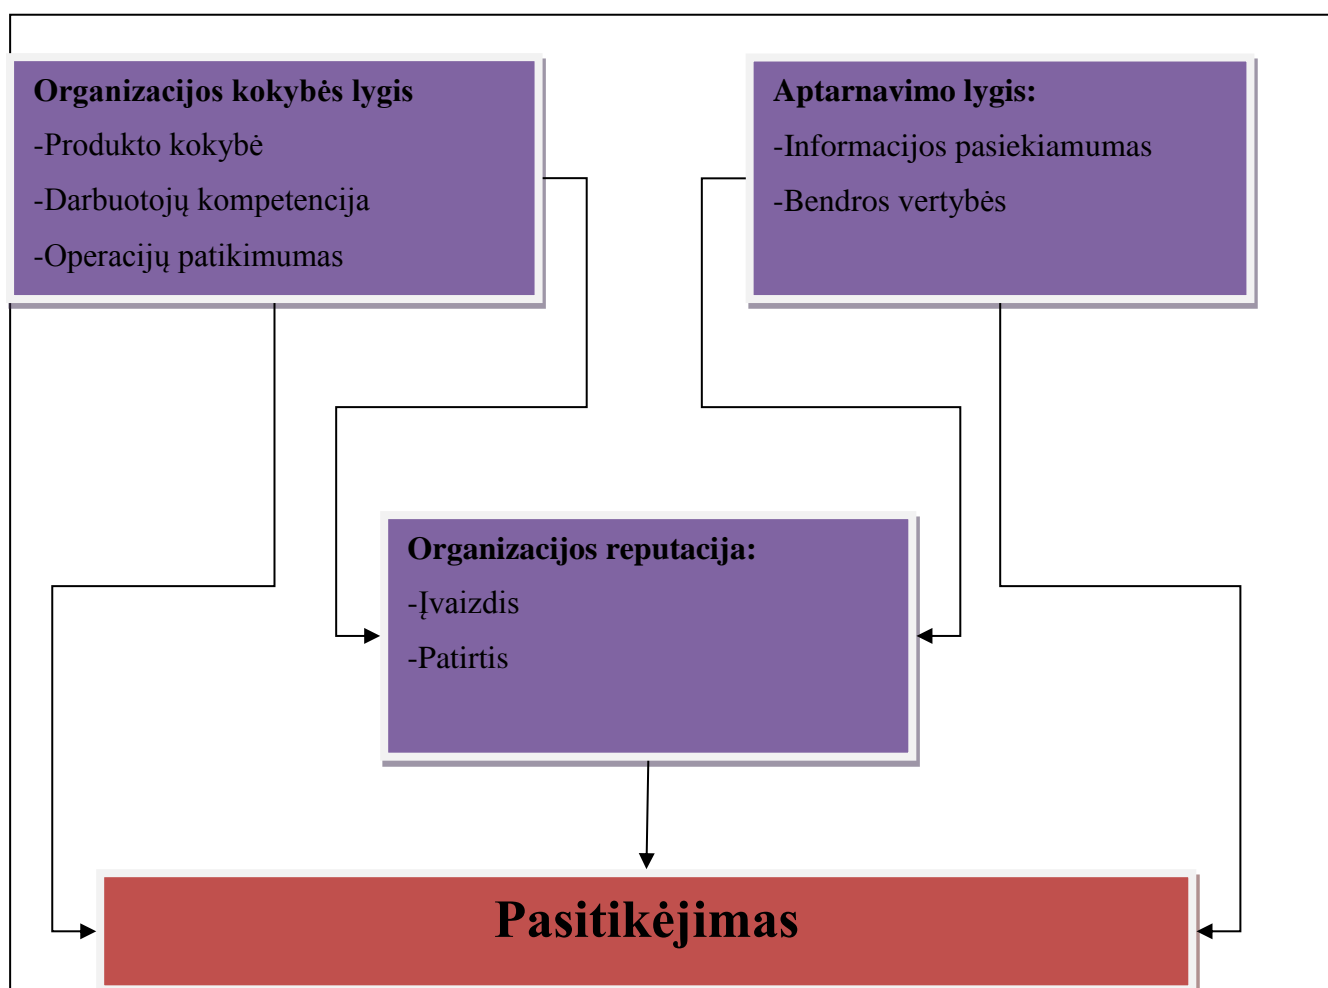 Organizacijos kokybės lygis
-Produkto kokybė
-Darbuotojų kompetencija
-Operacijų patikimumas
Aptarnavimo lygis:
-Informacijos pasiekiamumas
-Bendros vertybės
Organizacijos reputacija:
-Įvaizdis
-Patirtis
Pasitikėjimas